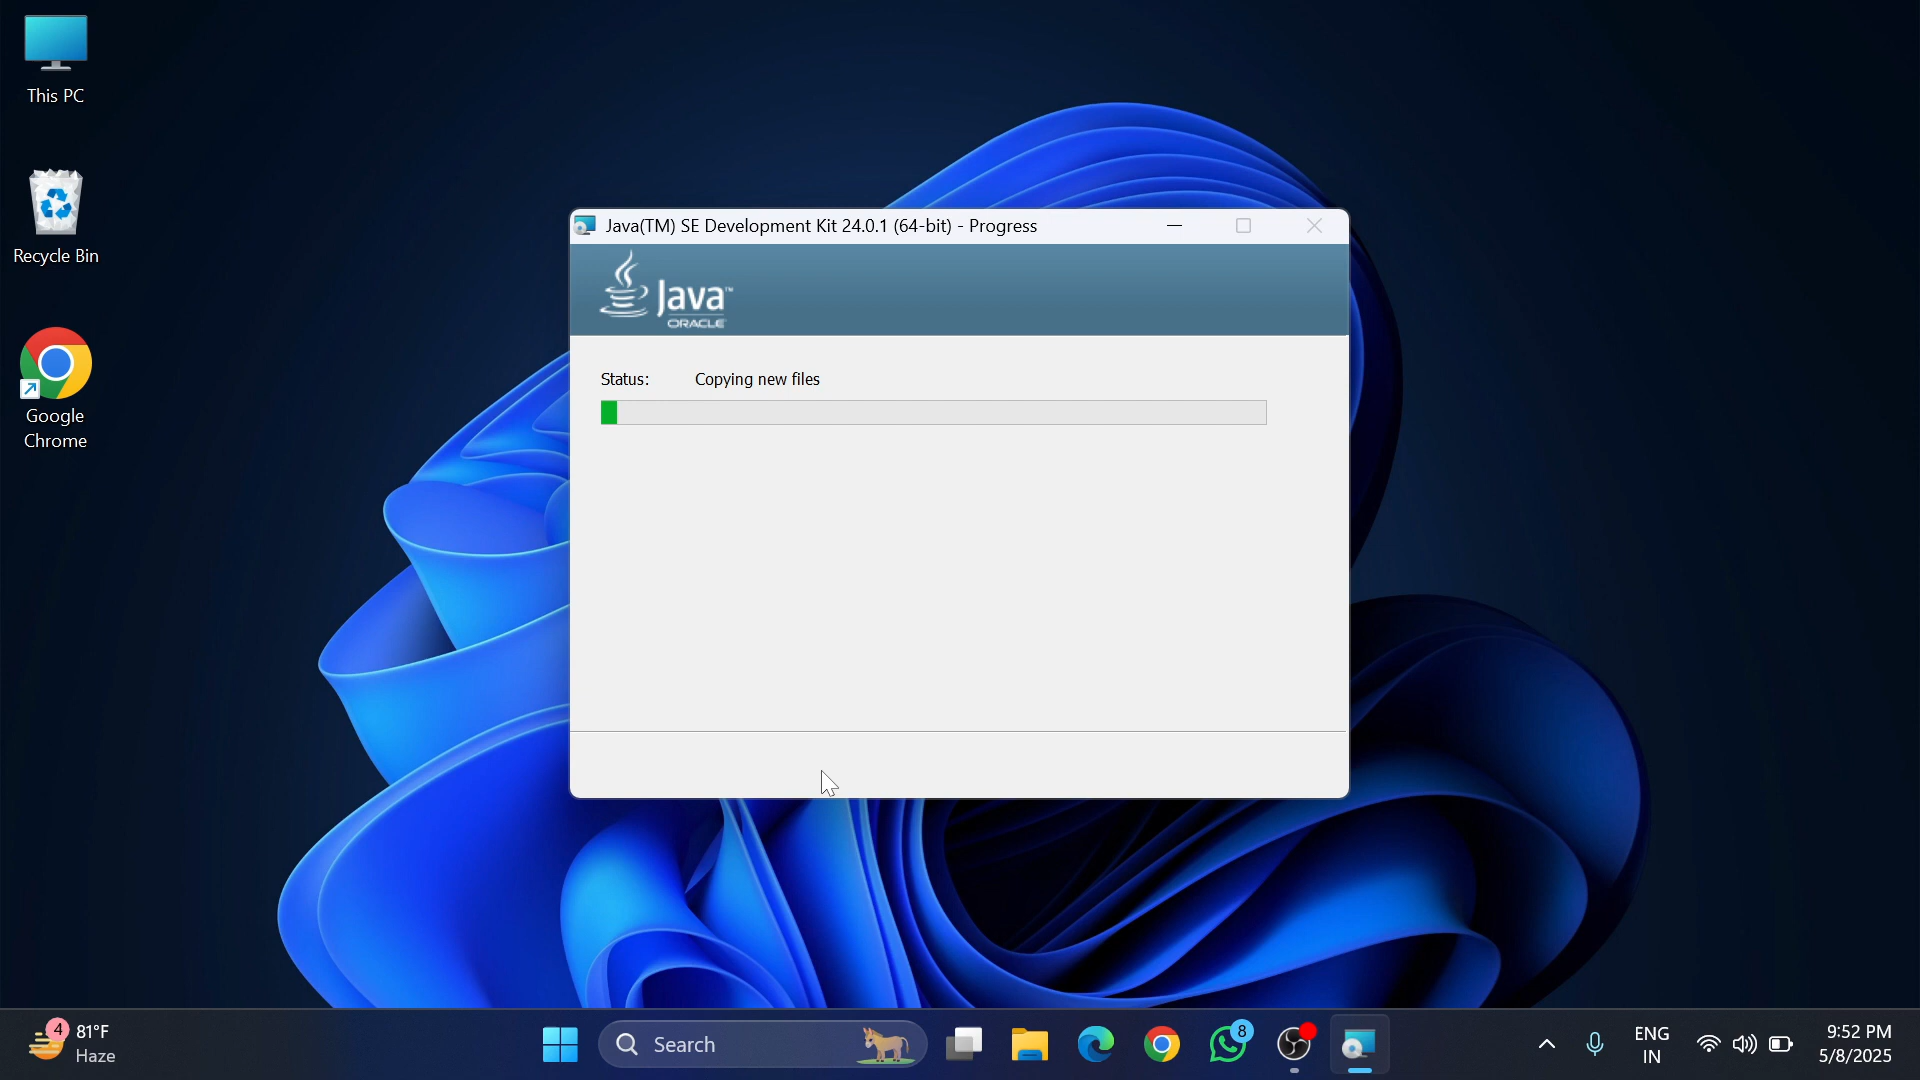 This PC
Recycle Bin
Google
Chrome
Java(TM) SE Development Kit 24.0.1 (64-bit) - Progress
Java™
ORACLE
Status: Copying new files
4
81°F
Haze
Search
8
ENG
IN
9:52 PM
5/8/2025